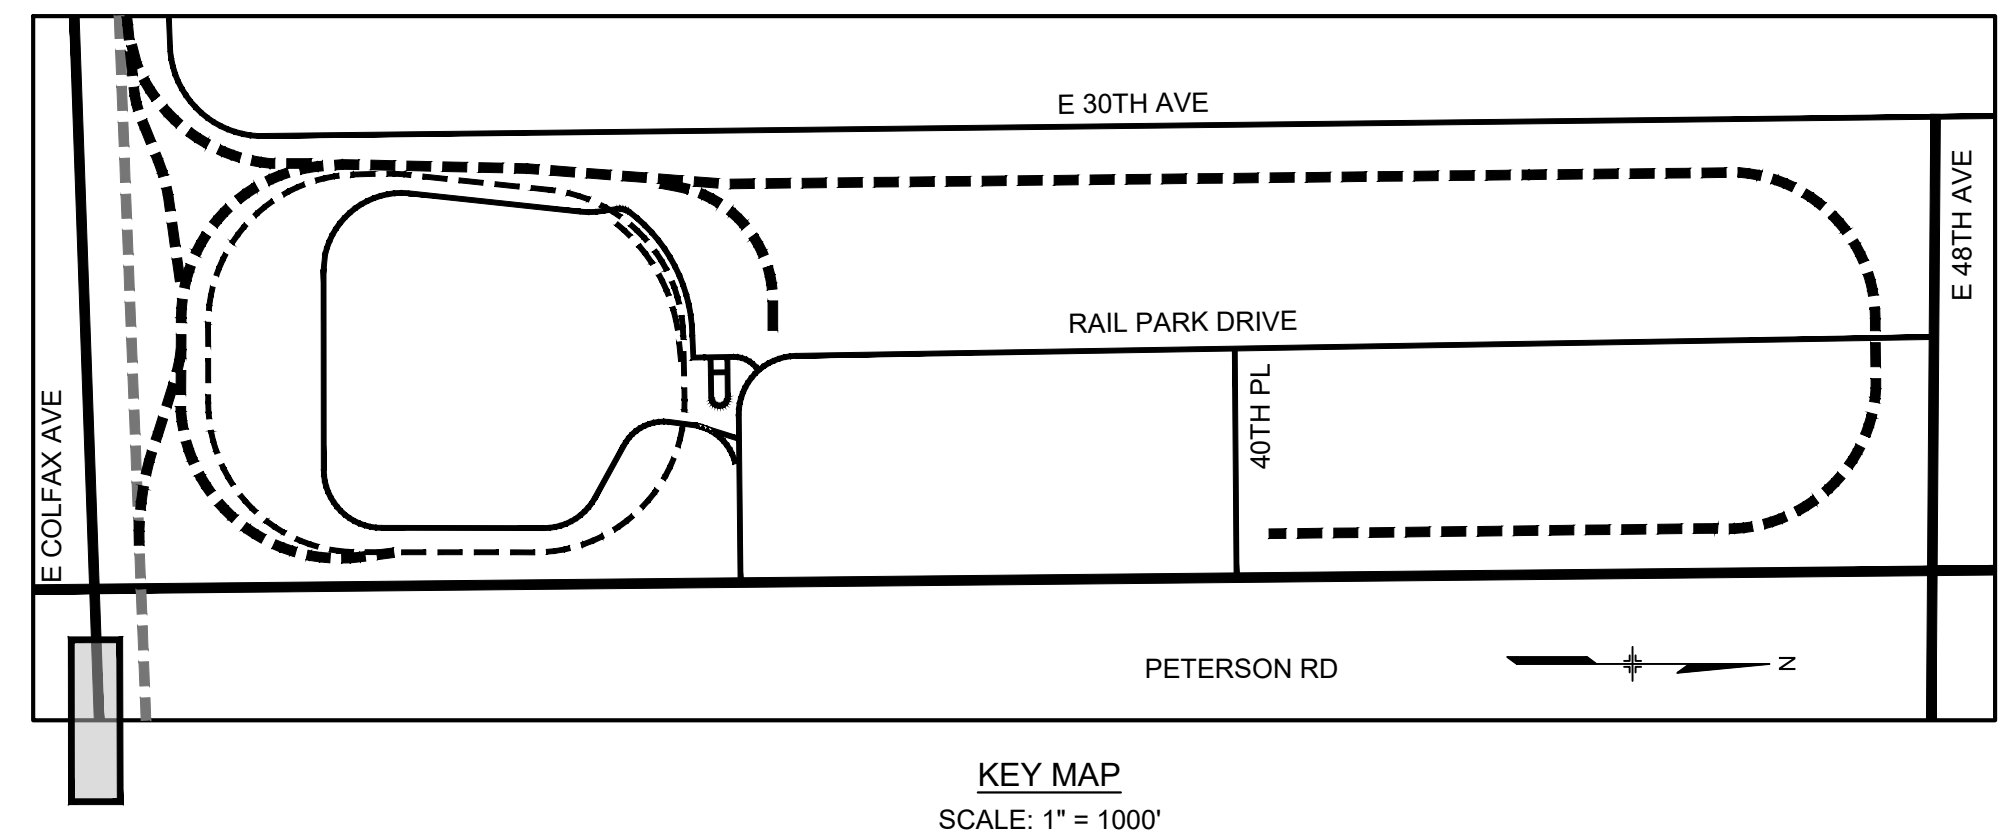 E 30TH AVE
E 48TH AVE
RAIL PARK DRIVE
40TH PL
E COLFAX AVE
PETERSON RD
N
KEY MAP
SCALE: 1" = 1000'